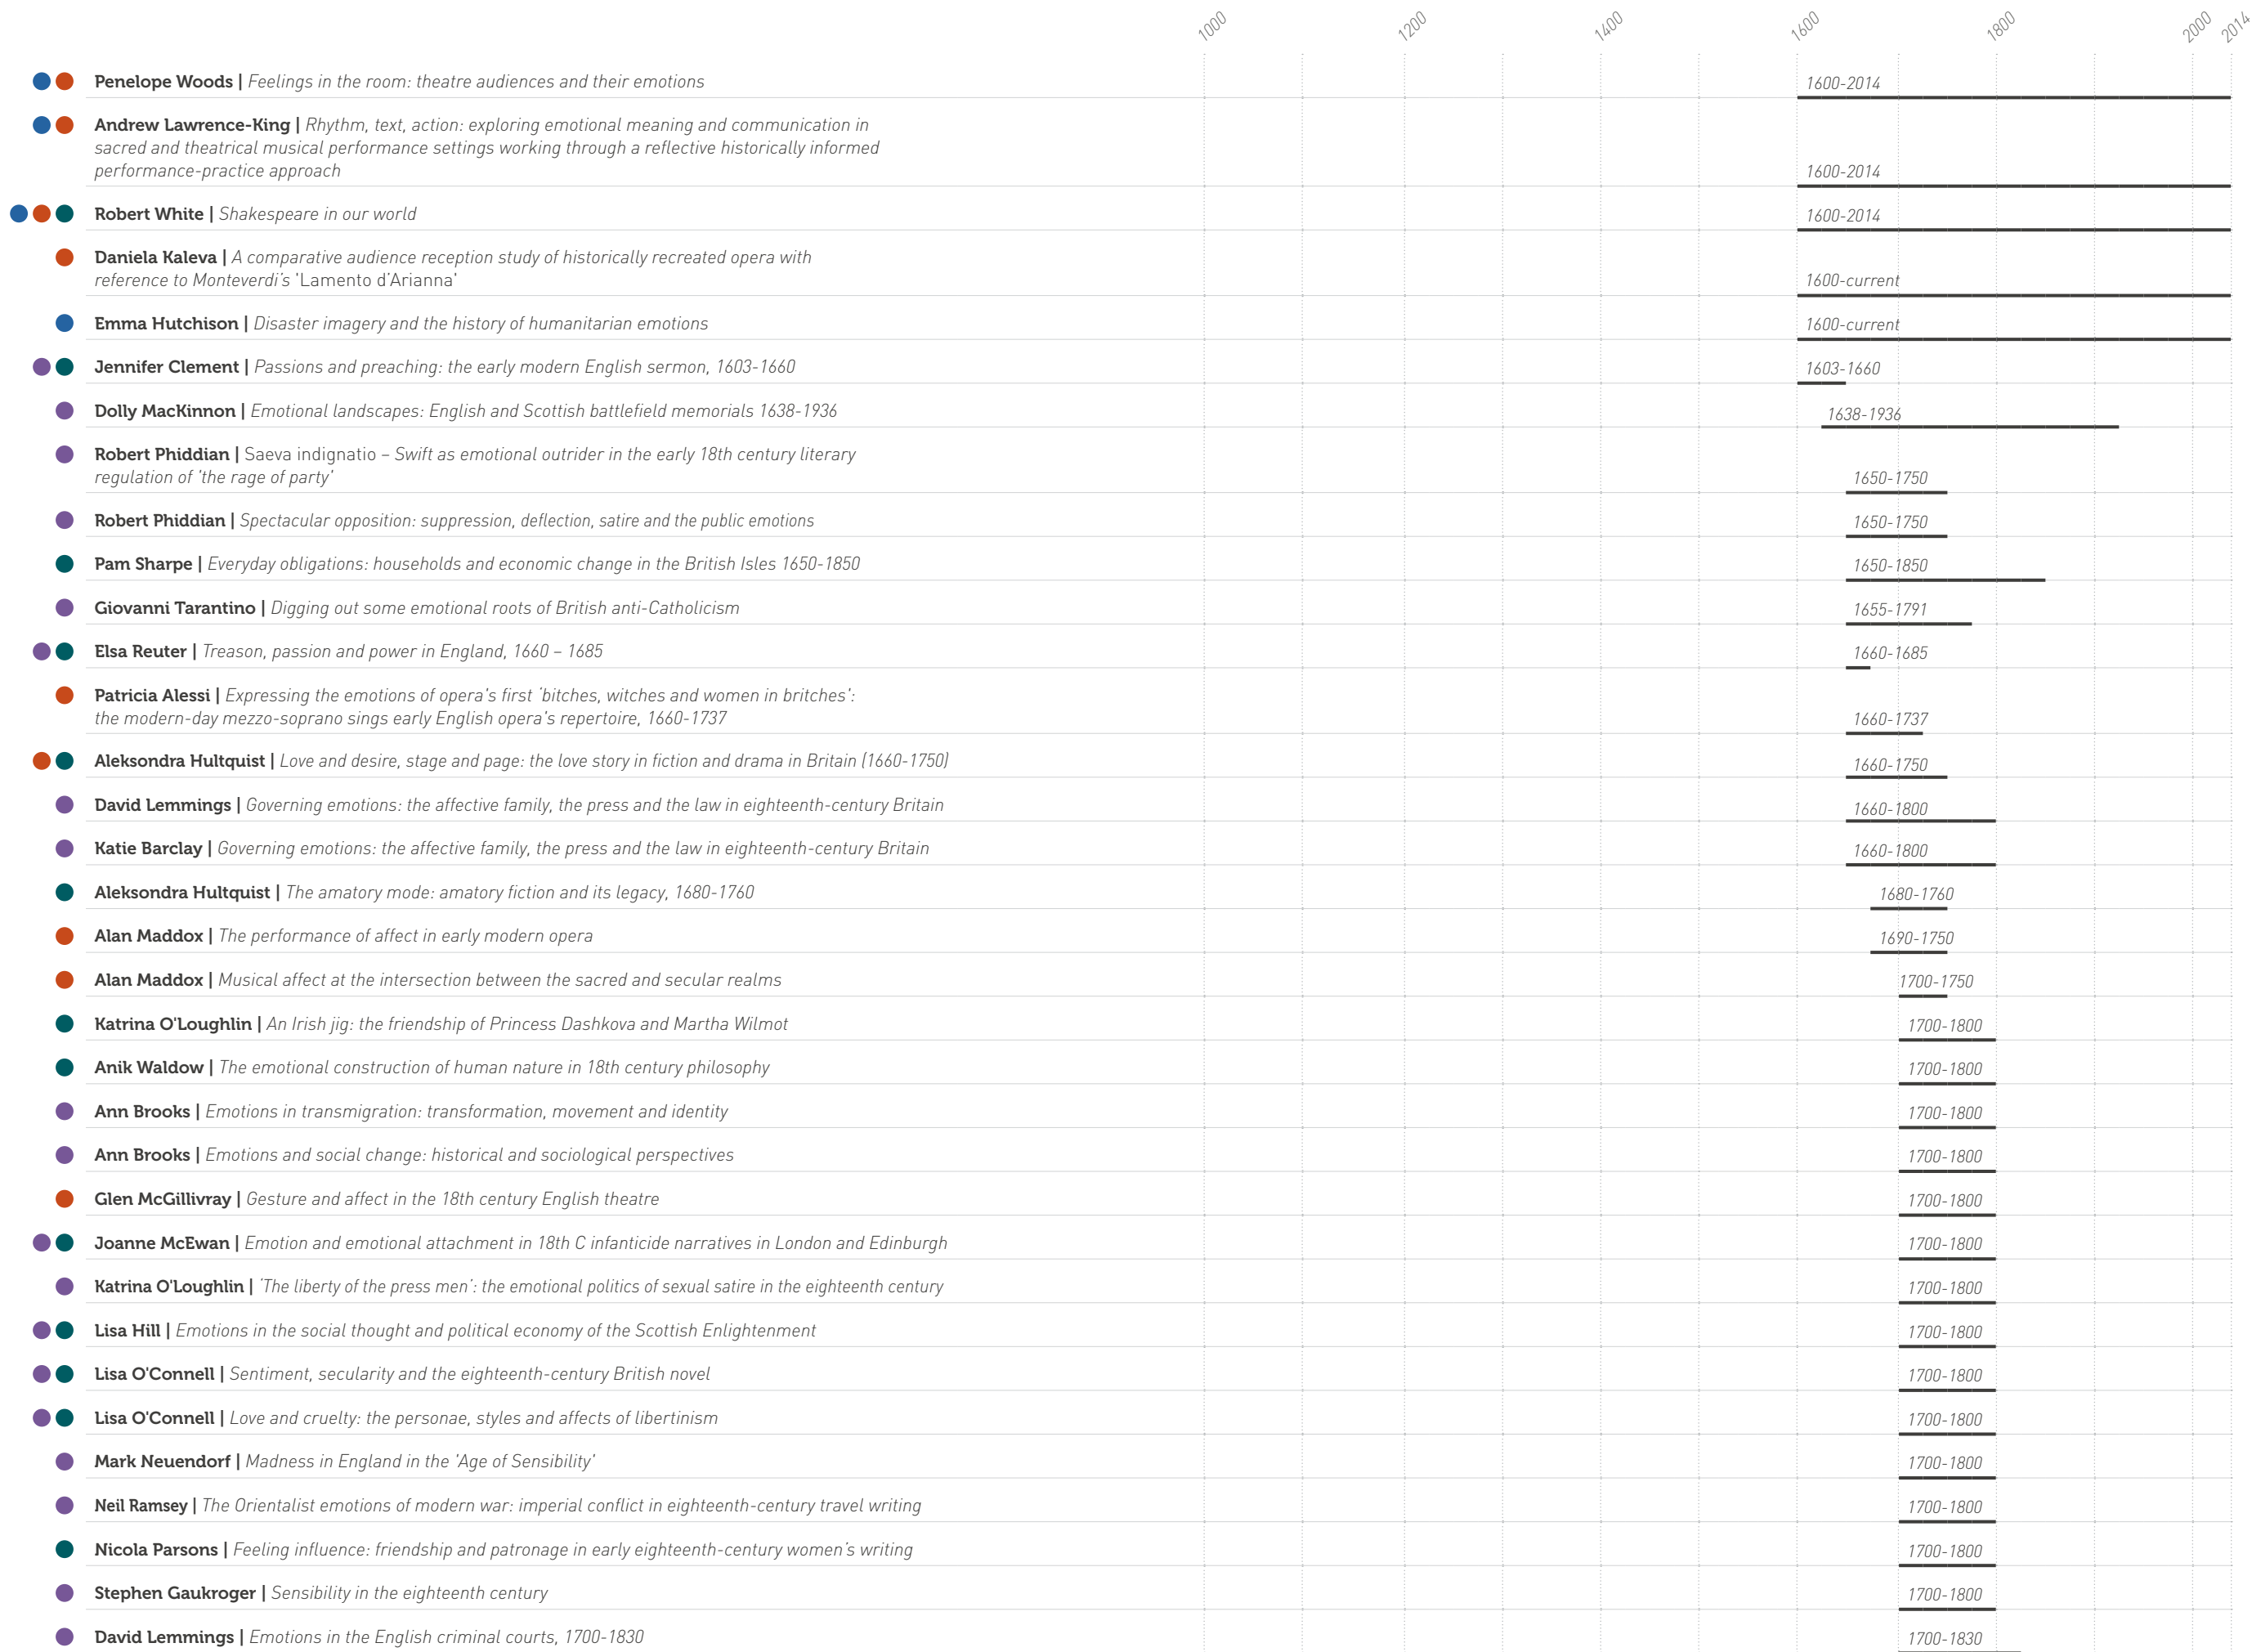 1000 1200 1400 1600 1800 2000 2014
Penelope Woods | Feelings in the room: theatre audiences and their emotions 1600-2014
Andrew Lawrence-King | Rhythm, text, action: exploring emotional meaning and communication in
sacred and theatrical musical performance settings working through a reflective historically informed
performance-practice approach 1600-2014
Robert White | Shakespeare in our world 1600-2014
Daniela Kaleva | A comparative audience reception study of historically recreated opera with
reference to Monteverdi's 'Lamento d'Arianna' 1600-current
Emma Hutchison | Disaster imagery and the history of humanitarian emotions 1600-current
Jennifer Clement | Passions and preaching: the early modern English sermon, 1603-1660 1603-1660
Dolly MacKinnon | Emotional landscapes: English and Scottish battlefield memorials 1638-1936 1638-1936
Robert Phiddian | Saeva indignatio – Swift as emotional outrider in the early 18th century literary
regulation of 'the rage of party' 1650-1750
Robert Phiddian | Spectacular opposition: suppression, deflection, satire and the public emotions 1650-1750
Pam Sharpe | Everyday obligations: households and economic change in the British Isles 1650-1850 1650-1850
Giovanni Tarantino | Digging out some emotional roots of British anti-Catholicism 1655-1791
Elsa Reuter | Treason, passion and power in England, 1660 – 1685 1660-1685
Patricia Alessi | Expressing the emotions of opera's first 'bitches, witches and women in britches':
the modern-day mezzo-soprano sings early English opera's repertoire, 1660-1737 1660-1737
Aleksondra Hultquist | Love and desire, stage and page: the love story in fiction and drama in Britain (1660-1750) 1660-1750
David Lemmings | Governing emotions: the affective family, the press and the law in eighteenth-century Britain 1660-1800
Katie Barclay | Governing emotions: the affective family, the press and the law in eighteenth-century Britain 1660-1800
Aleksondra Hultquist | The amatory mode: amatory fiction and its legacy, 1680-1760 1680-1760
Alan Maddox | The performance of affect in early modern opera 1690-1750
Alan Maddox | Musical affect at the intersection between the sacred and secular realms 1700-1750
Katrina O'Loughlin | An Irish jig: the friendship of Princess Dashkova and Martha Wilmot 1700-1800
Anik Waldow | The emotional construction of human nature in 18th century philosophy 1700-1800
Ann Brooks | Emotions in transmigration: transformation, movement and identity 1700-1800
Ann Brooks | Emotions and social change: historical and sociological perspectives 1700-1800
Glen McGillivray | Gesture and affect in the 18th century English theatre 1700-1800
Joanne McEwan | Emotion and emotional attachment in 18th C infanticide narratives in London and Edinburgh 1700-1800
Katrina O'Loughlin | 'The liberty of the press men': the emotional politics of sexual satire in the eighteenth century 1700-1800
Lisa Hill | Emotions in the social thought and political economy of the Scottish Enlightenment 1700-1800
Lisa O'Connell | Sentiment, secularity and the eighteenth-century British novel 1700-1800
Lisa O'Connell | Love and cruelty: the personae, styles and affects of libertinism 1700-1800
Mark Neuendorf | Madness in England in the 'Age of Sensibility' 1700-1800
Neil Ramsey | The Orientalist emotions of modern war: imperial conflict in eighteenth-century travel writing 1700-1800
Nicola Parsons | Feeling influence: friendship and patronage in early eighteenth-century women's writing 1700-1800
Stephen Gaukroger | Sensibility in the eighteenth century 1700-1800
David Lemmings | Emotions in the English criminal courts, 1700-1830 1700-1830